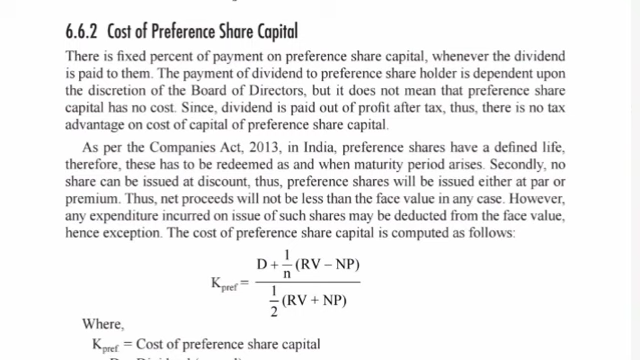 6.6.2 Cost of Preference Share Capital
There is fixed percent of payment on preference share capital, whenever the dividend
is paid to them. The payment of dividend to preference share holder is dependent upon
the discretion of the Board of Directors, but it does not mean that preference share
capital has no cost. Since, dividend is paid out of profit after tax, thus, there is no tax
advantage on cost of capital of preference share capital.
As per the Companies Act, 2013, in India, preference shares have a defined life,
therefore, these has to be redeemed as and when maturity period arises. Secondly, no
share can be issued at discount, thus, preference shares will be issued either at par or
premium. Thus, net proceeds will not be less than the face value in any case. However,
any expenditure incurred on issue of such shares may be deducted from the face value,
hence exception. The cost of preference share capital is computed as follows:
K_pref = (D + 1/n (RV – NP)) / (1/2 (RV + NP))
Where,
K_pref = Cost of preference share capital